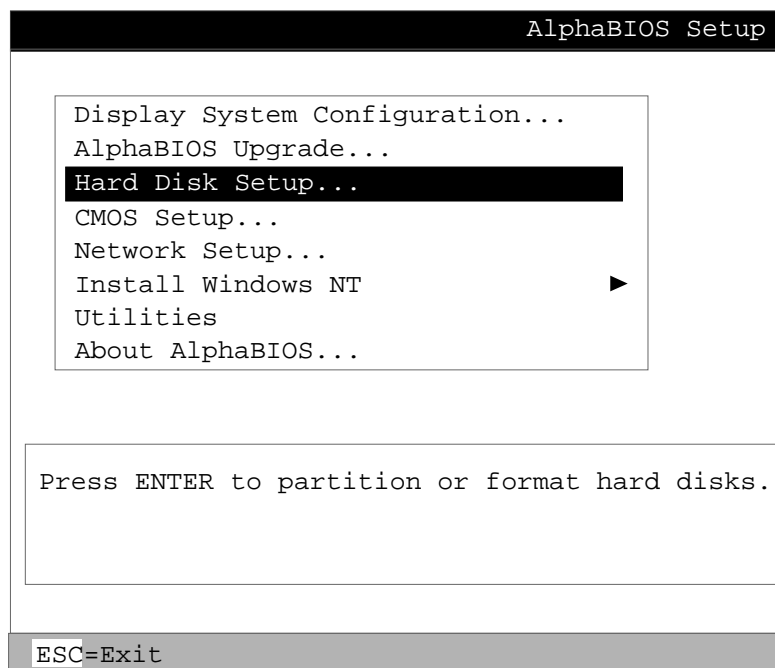 AlphaBIOS Setup
Display System Configuration...
AlphaBIOS Upgrade...
Hard Disk Setup...
CMOS Setup...
Network Setup...
Install Windows NT
Utilities
About AlphaBIOS...
Press ENTER to partition or format hard disks.
ESC=Exit